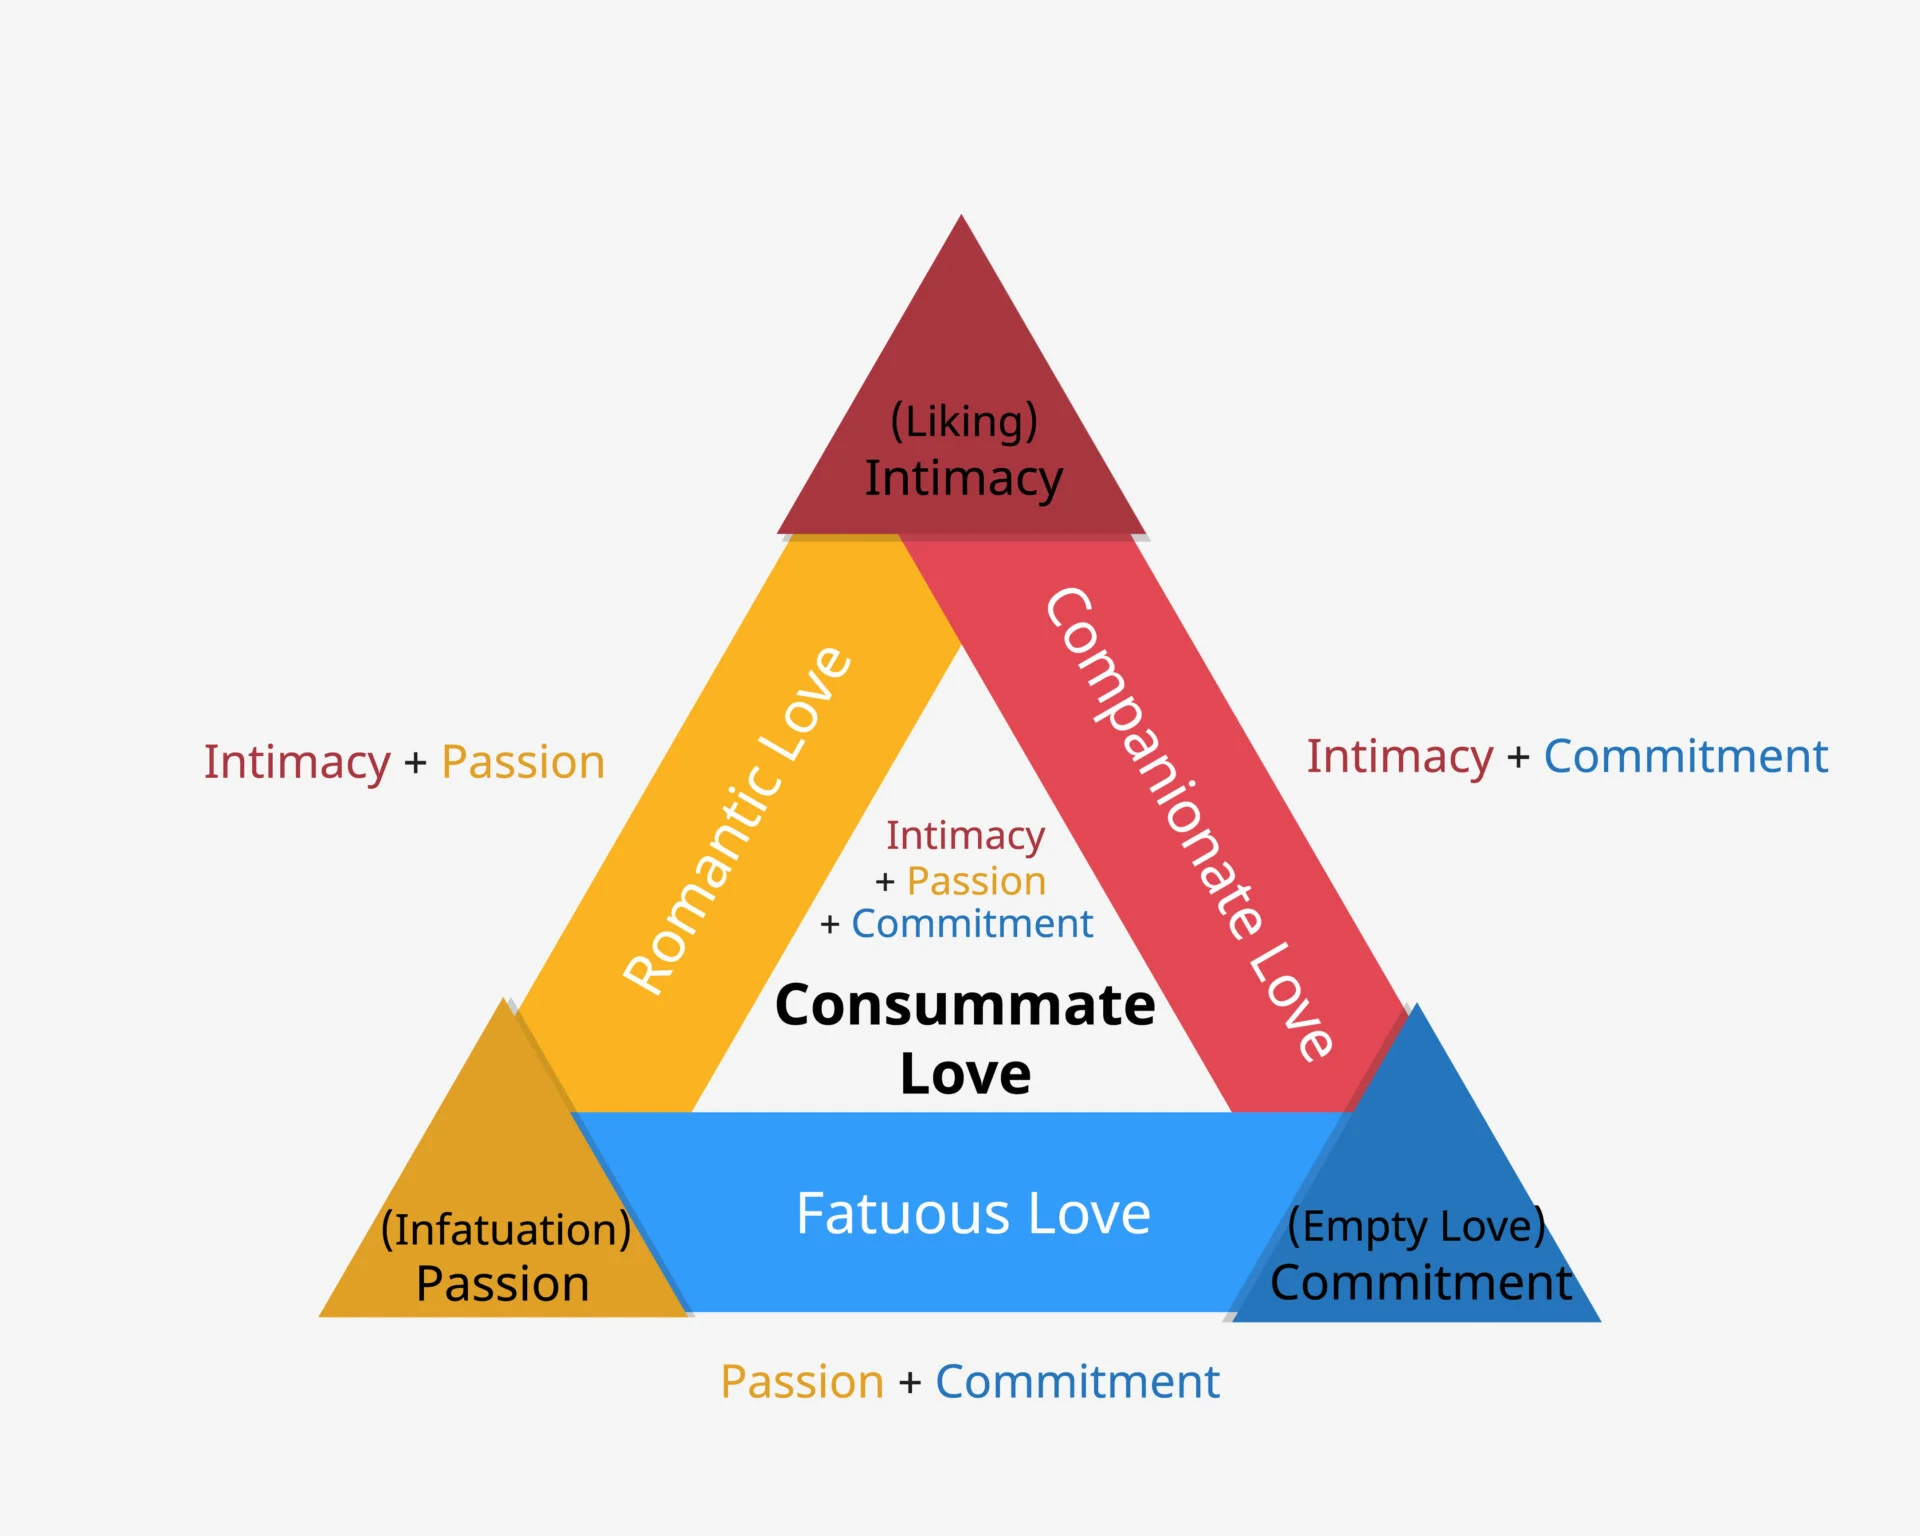 (Liking)
Intimacy
Romantic Love
Companionate Love
Intimacy + Passion
Intimacy + Commitment
Intimacy
+ Passion
+ Commitment
Consummate
Love
(Infatuation)
Passion
Fatuous Love
(Empty Love)
Commitment
Passion + Commitment